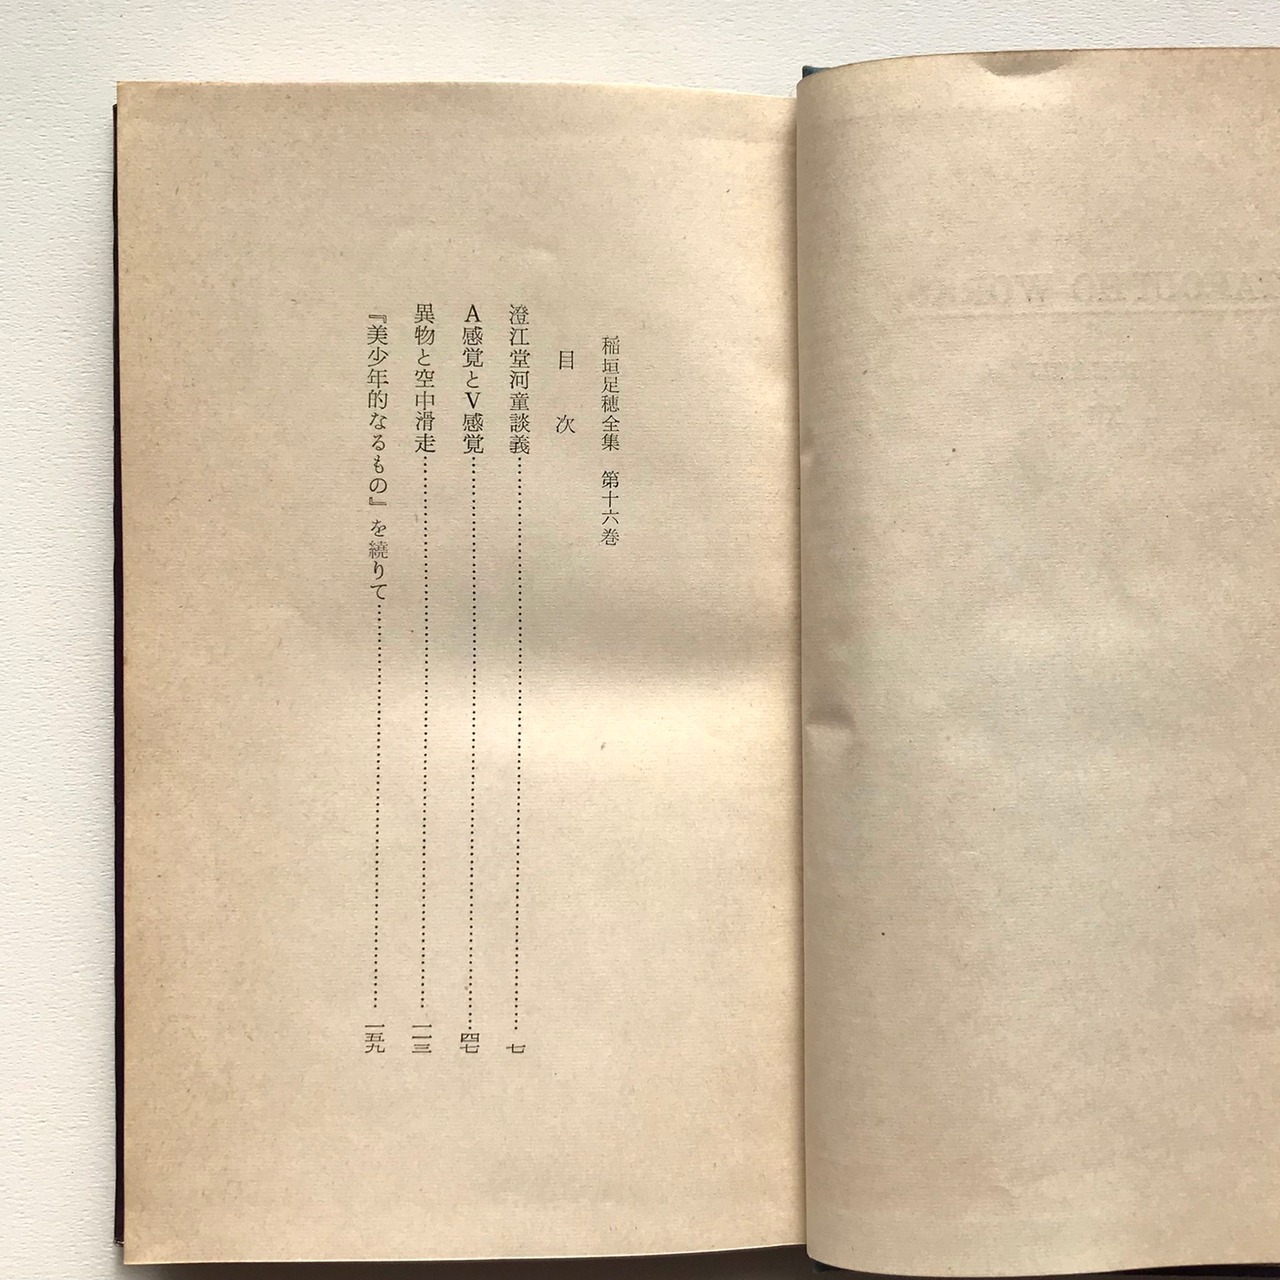 稲垣足穂全集　第十六巻
目　次
澄江堂河童談義……………七
A感覚とV感覚……………四七
異物と空中滑走……………一一三
『美少年的なるもの』を繞りて……………一五九